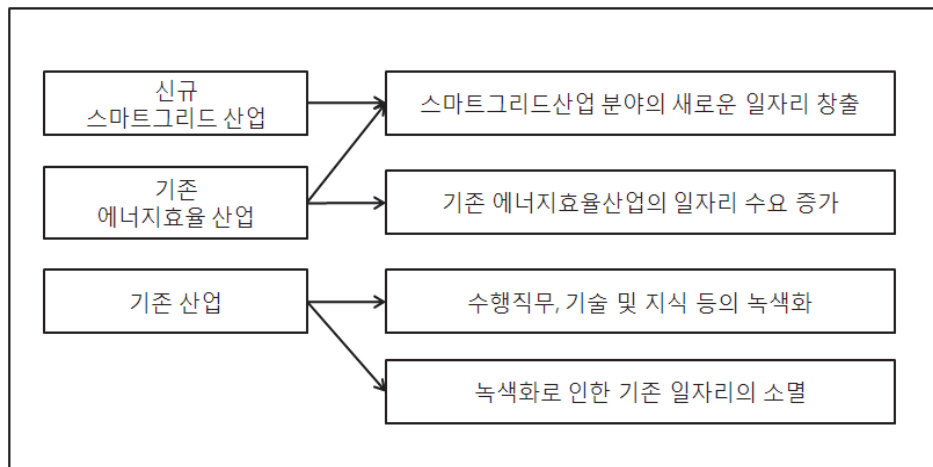 신규
스마트그리드 산업
스마트그리드산업 분야의 새로운 일자리 창출
기존
에너지효율 산업
기존 에너지효율산업의 일자리 수요 증가
기존 산업
수행직무, 기술 및 지식 등의 녹색화
녹색화로 인한 기존 일자리의 소멸